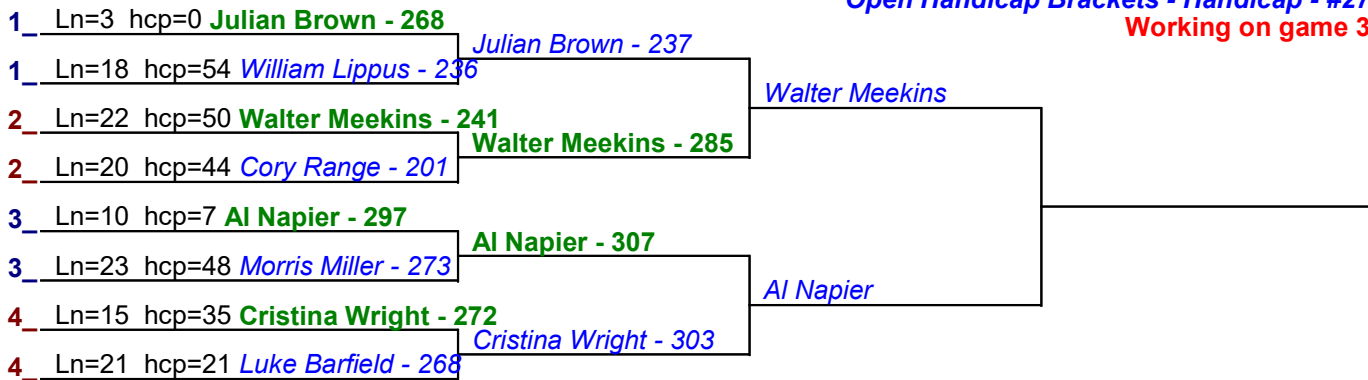 Open Handicap Brackets - Handicap - #27
Working on game 3
1_ Ln=3 hcp=0 Julian Brown - 268
Julian Brown - 237
1_ Ln=18 hcp=54 William Lippus - 236
Walter Meekins
2_ Ln=22 hcp=50 Walter Meekins - 241
Walter Meekins - 285
2_ Ln=20 hcp=44 Cory Range - 201
3_ Ln=10 hcp=7 Al Napier - 297
Al Napier - 307
3_ Ln=23 hcp=48 Morris Miller - 273
Al Napier
4_ Ln=15 hcp=35 Cristina Wright - 272
Cristina Wright - 303
4_ Ln=21 hcp=21 Luke Barfield - 268